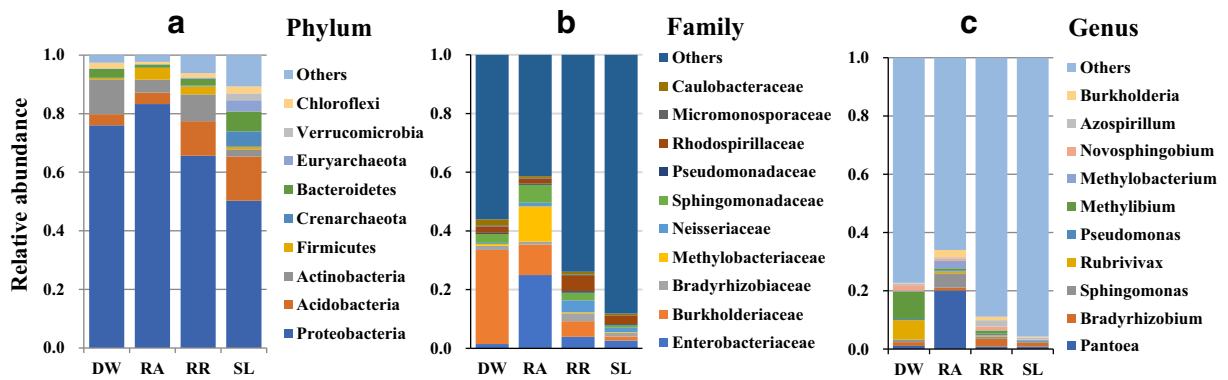 a
Phylum
Relative abundance
1.0
0.8
0.6
0.4
0.2
0.0
DW RA RR SL
Others
Chloroflexi
Verrucomicrobia
Euryarchaeota
Bacteroidetes
Crenarchaeota
Firmicutes
Actinobacteria
Acidobacteria
Proteobacteria
b
Family
1.0
0.8
0.6
0.4
0.2
0.0
DW RA RR SL
Others
Caulobacteraceae
Micromonosporaceae
Rhodospirillaceae
Pseudomonadaceae
Sphingomonadaceae
Neisseriaceae
Methylobacteriaceae
Bradyrhizobiaceae
Burkholderiaceae
Enterobacteriaceae
c
Genus
1.0
0.8
0.6
0.4
0.2
0.0
DW RA RR SL
Others
Burkholderia
Azospirillum
Novosphingobium
Methylobacterium
Methylibium
Pseudomonas
Rubrivivax
Sphingomonas
Bradyrhizobium
Pantoea